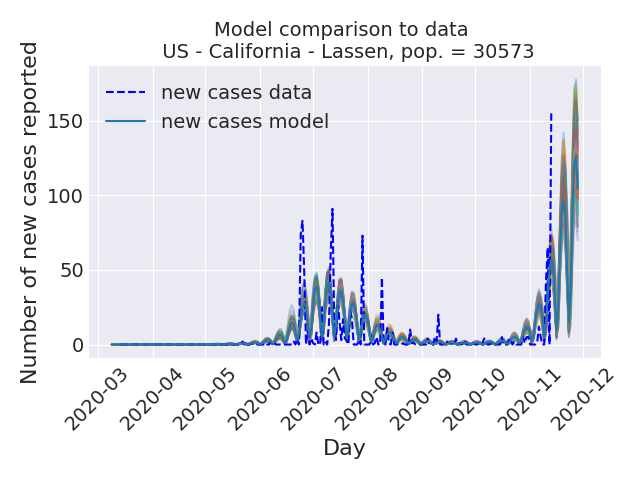 Model comparison to data
US - California - Lassen, pop. = 30573
Number of new cases reported
150
100
50
0
new cases data
new cases model
2020-03
2020-04
2020-05
2020-06
2020-07
2020-08
2020-09
2020-10
2020-11
2020-12
Day